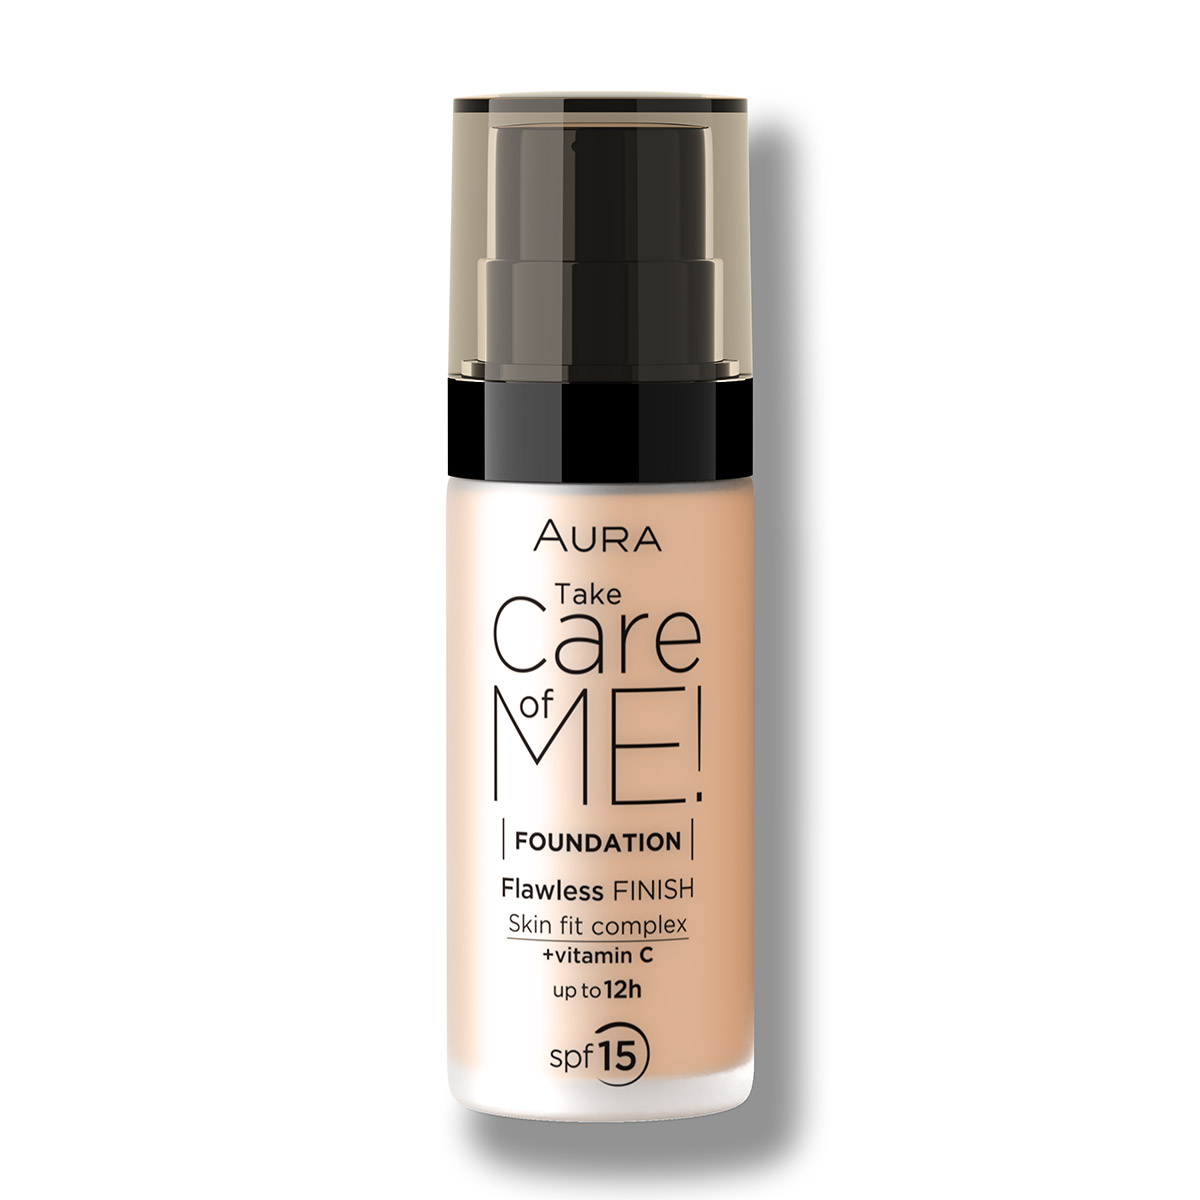 AURA
Take
Care
of
ME!
FOUNDATION
Flawless FINISH
Skin fit complex
+vitamin C
up to 12h
spf 15